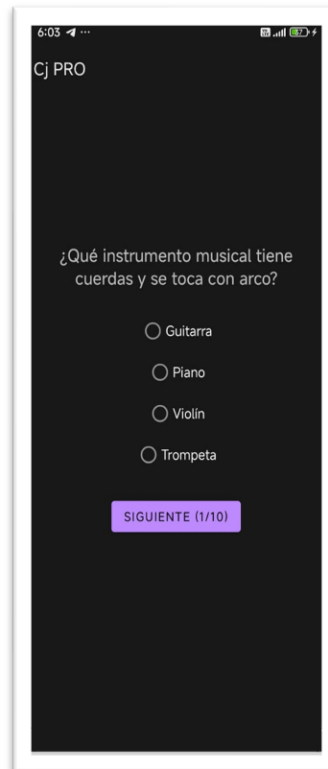 6:03
Cj PRO
¿Qué instrumento musical tiene
cuerdas y se toca con arco?
Guitarra
Piano
Violín
Trompeta
SIGUIENTE (1/10)